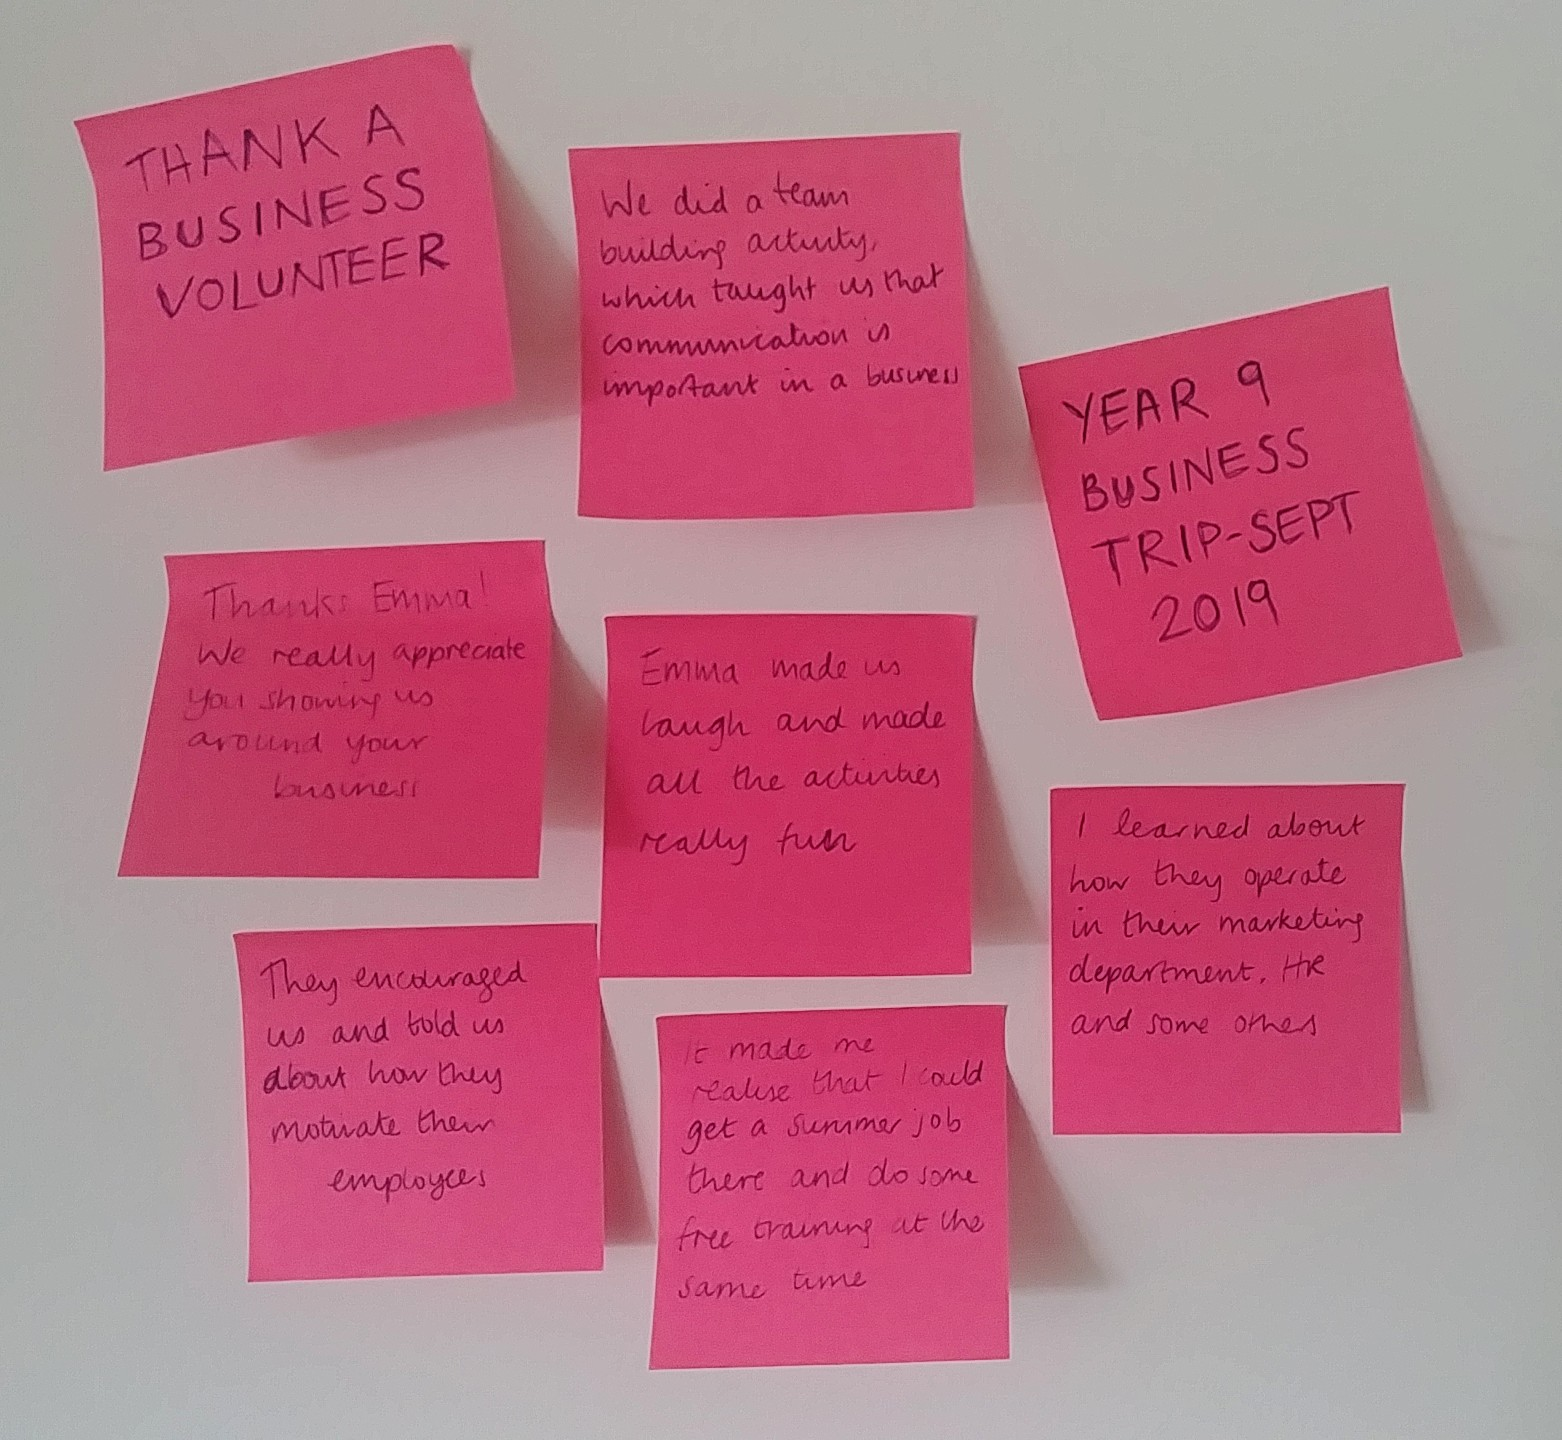 THANK A
BUSINESS
VOLUNTEER
We did a team
building activity,
which taught us that
communication is
important in a business
YEAR 9
BUSINESS
TRIP-SEPT
2019
Thanks Emma!
We really appreciate
you showing us
around your
business
Emma made us
laugh and made
all the activities
really fun
I learned about
how they operate
in their marketing
department, HR
and some others
They encouraged
us and told us
about how they
motivate their
employees
It made me
realise that I could
get a summer job
there and do some
free training at the
same time